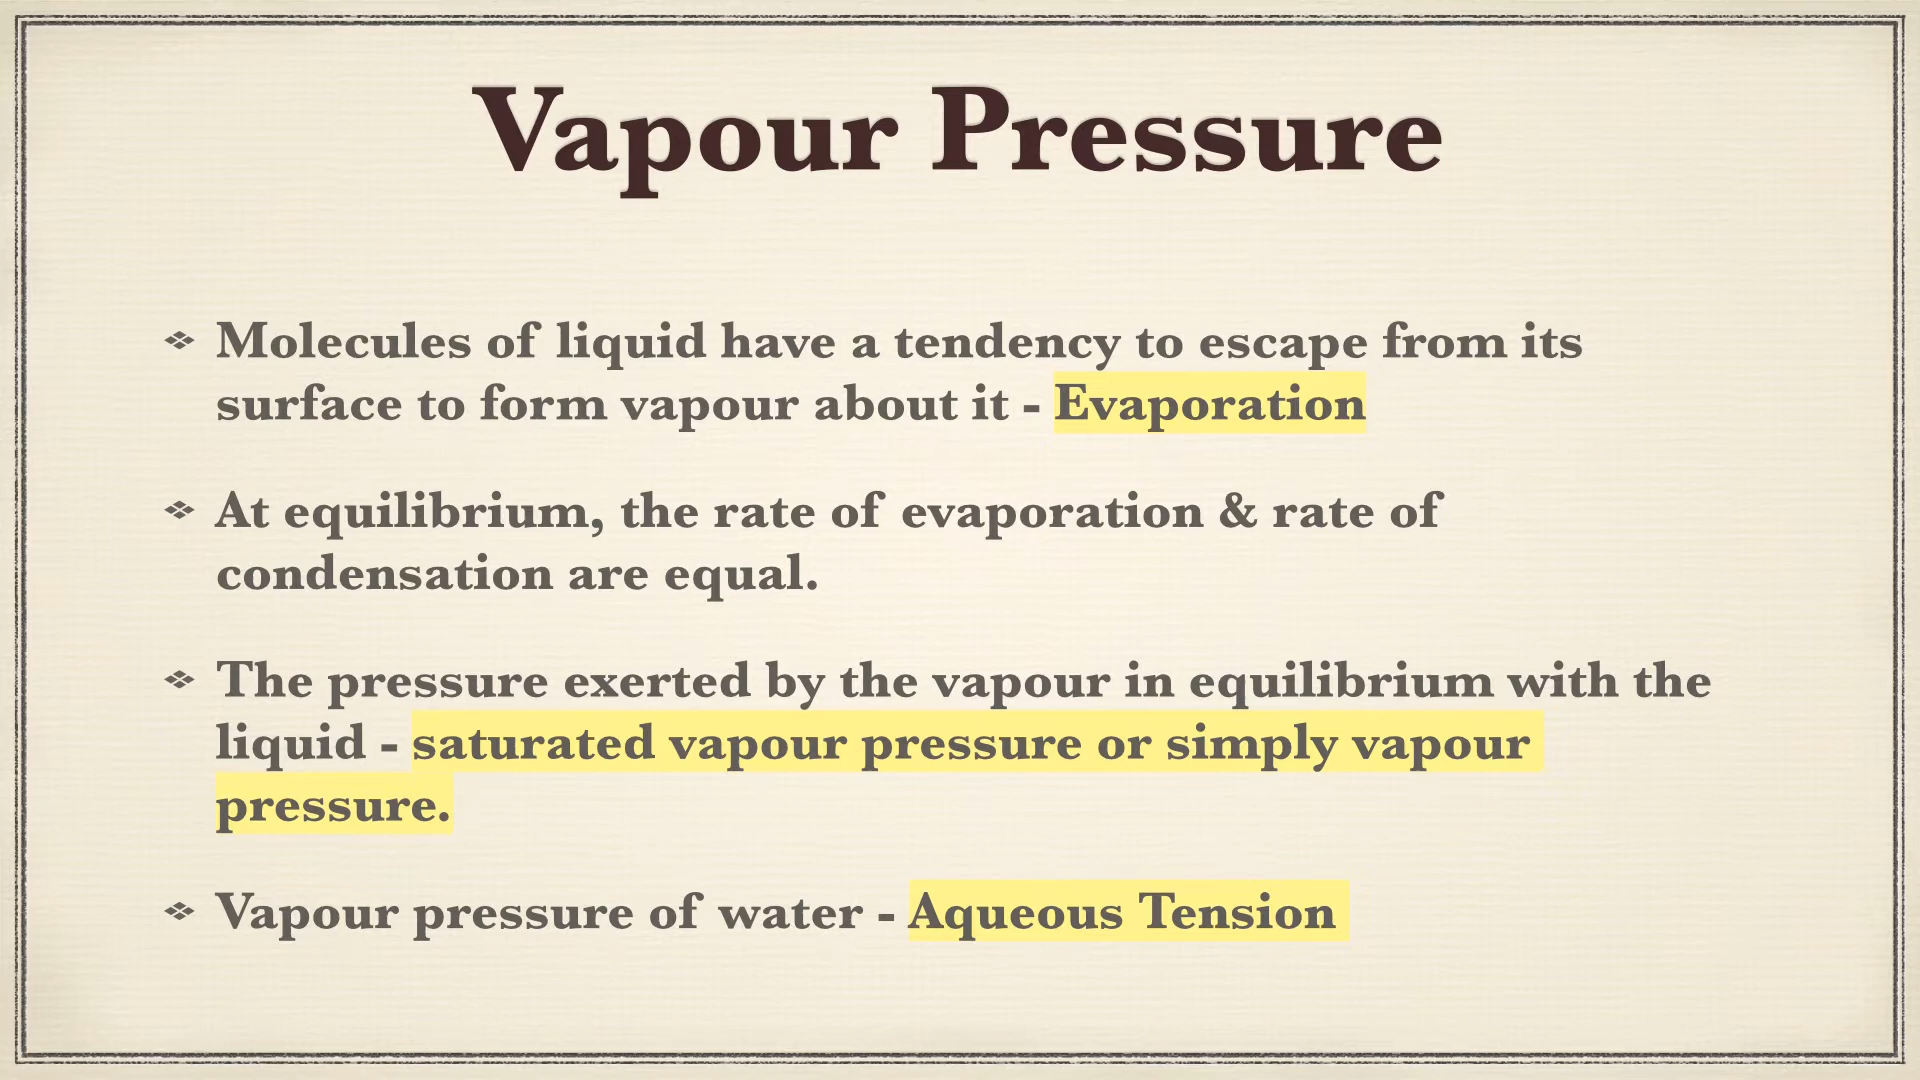 Vapour Pressure
❖ Molecules of liquid have a tendency to escape from its
surface to form vapour about it - Evaporation
❖ At equilibrium, the rate of evaporation & rate of
condensation are equal.
❖ The pressure exerted by the vapour in equilibrium with the
liquid - saturated vapour pressure or simply vapour
pressure.
❖ Vapour pressure of water - Aqueous Tension